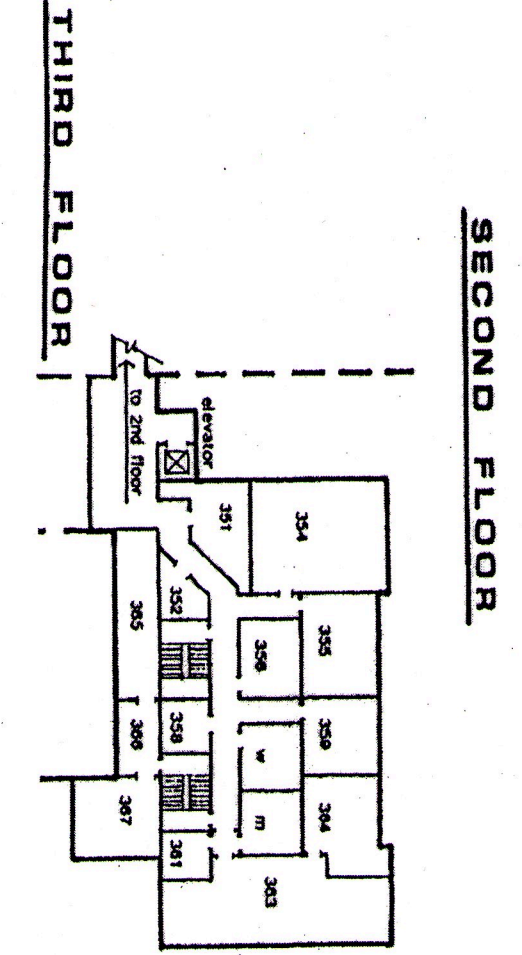 SECOND FLOOR
THIRD FLOOR
elevator
to 2nd floor
351
354
352
355
356
365
358
359
366
w
m
364
367
361
363